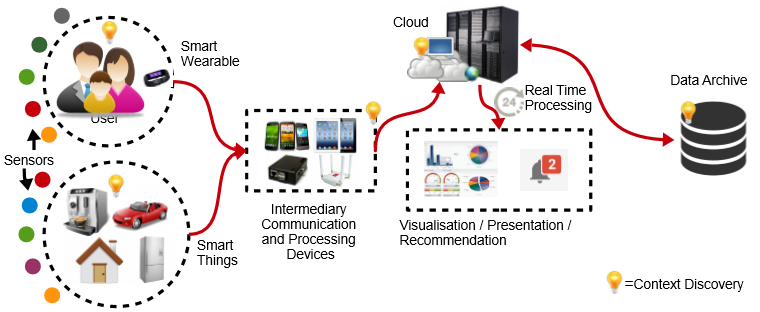 Cloud
Smart
Wearable
User
Real Time
Processing
24
Data Archive
Sensors
Intermediary
Communication
and Processing
Devices
2
Visualisation / Presentation /
Recommendation
Smart
Things
=Context Discovery